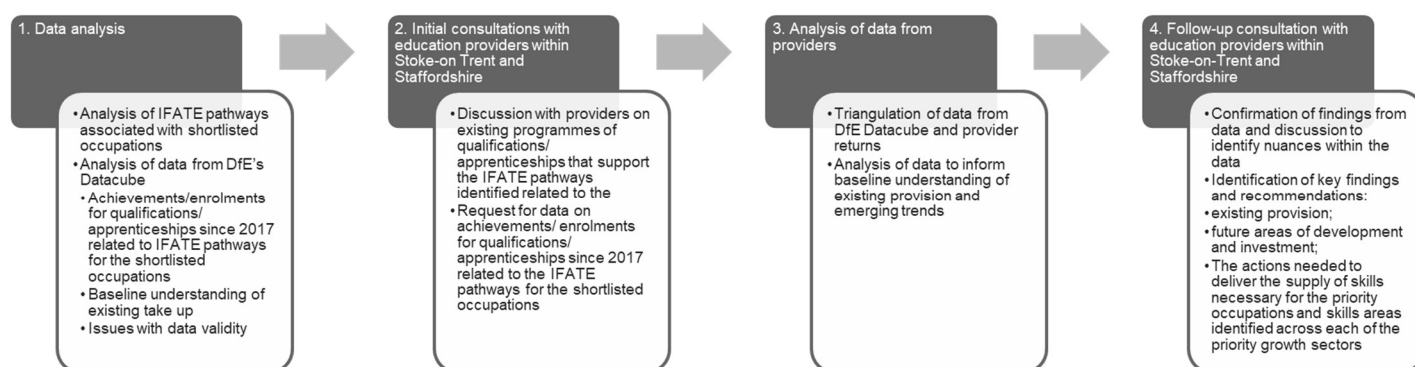 1. Data analysis
• Analysis of IFATE pathways
associated with shortlisted
occupations
• Analysis of data from DfE's
Datacube
• Achievements/enrolments
for qualifications/
apprenticeships since 2017
related to IFATE pathways
for the shortlisted
occupations
• Baseline understanding of
existing take up
• Issues with data validity
2. Initial consultations with
education providers within
Stoke-on Trent and
Staffordshire
• Discussion with providers on
existing programmes of
qualifications/
apprenticeships that support
the IFATE pathways
identified related to the
• Request for data on
achievements/ enrolments
for qualifications/
apprenticeships since 2017
related to the IFATE
pathways for the shortlisted
occupations
3. Analysis of data from
providers
• Triangulation of data from
DfE Datacube and provider
returns
• Analysis of data to inform
baseline understanding of
existing provision and
emerging trends
4. Follow-up consultation with
education providers within
Stoke-on-Trent and
Staffordshire
• Confirmation of findings from
data and discussion to
identify nuances within the
data
• Identification of key findings
and recommendations:
• existing provision;
• future areas of development
and investment;
• The actions needed to
deliver the supply of skills
necessary for the priority
occupations and skills areas
identified across each of the
priority growth sectors